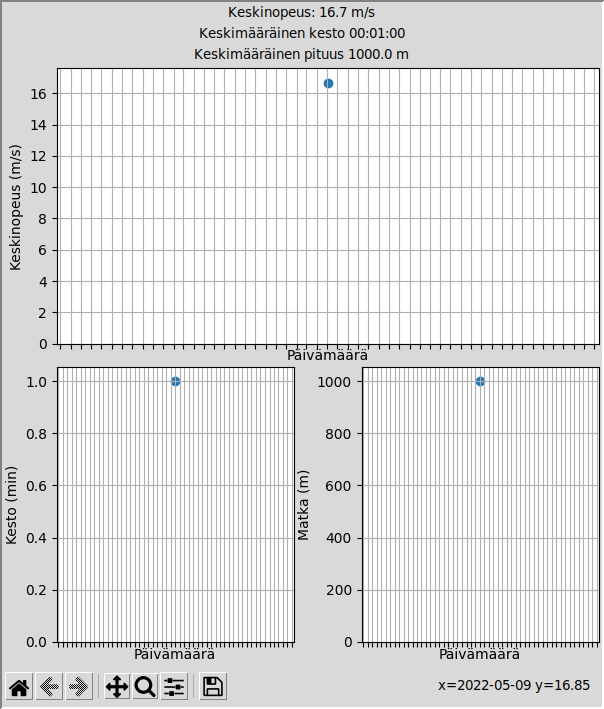 Keskinopeus: 16.7 m/s
Keskimääräinen kesto 00:01:00
Keskimääräinen pituus 1000.0 m
Keskinopeus (m/s)
16
14
12
10
8
6
4
2
0
Päivämäärä
Kesto (min)
1.0
0.8
0.6
0.4
0.2
0.0
Päivämäärä
Matka (m)
1000
800
600
400
200
0
Päivämäärä
x=2022-05-09 y=16.85